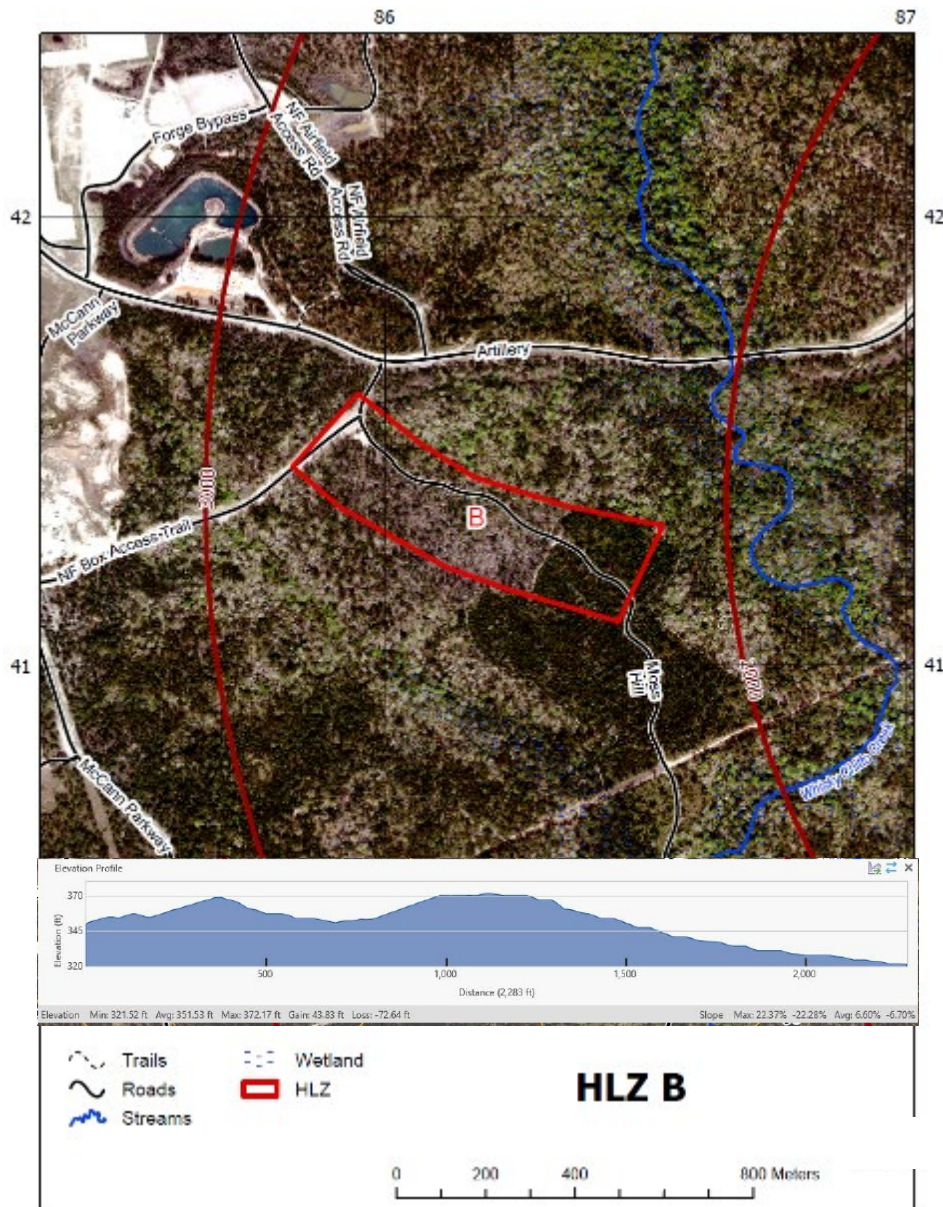 86 87
Forge Bypass
NF Airfield
Access Rd
NF Airfield
Access Rd
42 42
McCann
Parkway
Artillery
3000
B
NF Box Access Trail
41 41
Moss
Hill
4000
Whisky Creek
McCann Parkway
Elevation Profile
Elevation (ft)
370
345
320
500 1,000 1,500 2,000
Distance (2,283 ft)
Elevation Min: 321.52 ft Avg: 351.53 ft Max: 372.17 ft Gain: 43.83 ft Loss: -72.64 ft Slope Max: 22.37% -22.28% Avg: 6.60% -6.70%
Trails Wetland
Roads HLZ
Streams
HLZ B
0 200 400 800 Meters